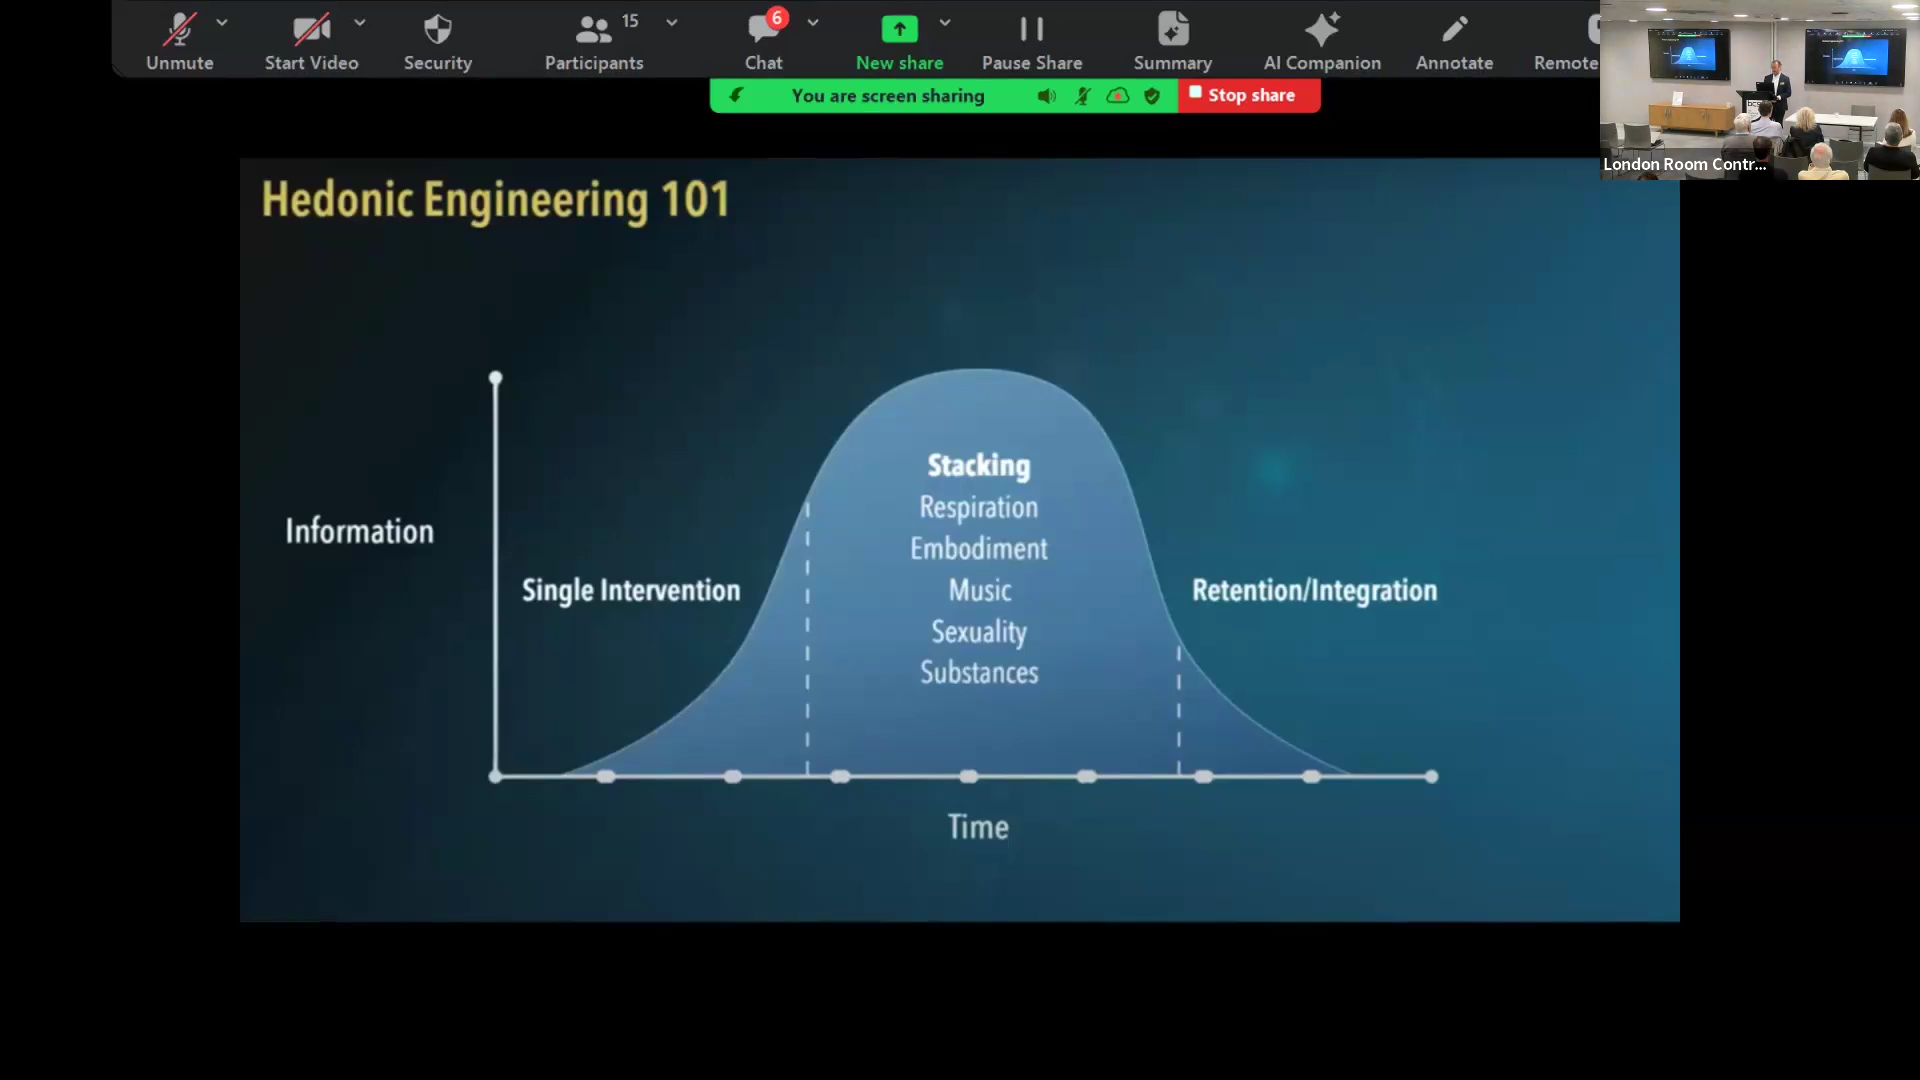 Unmute
Start Video
Security
Participants
15
Chat
6
New share
Pause Share
Summary
AI Companion
Annotate
Remote
You are screen sharing
Stop share
London Room Contr...
Hedonic Engineering 101
Information
Single Intervention
Stacking
Respiration
Embodiment
Music
Sexuality
Substances
Retention/Integration
Time